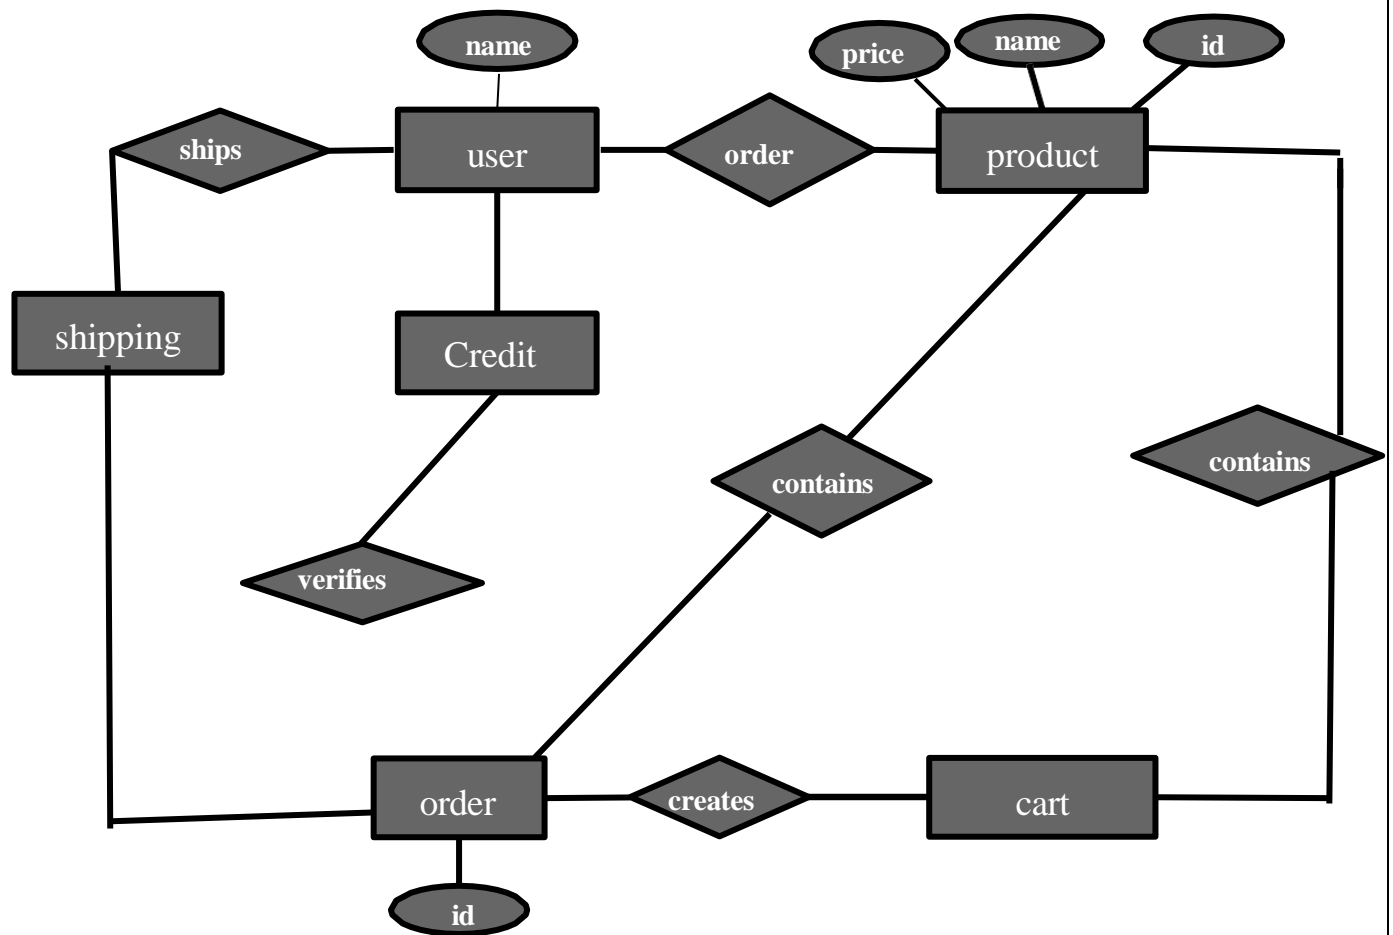 name
price
name
id
ships
user
order
product
shipping
Credit
contains
contains
verifies
order
creates
cart
id